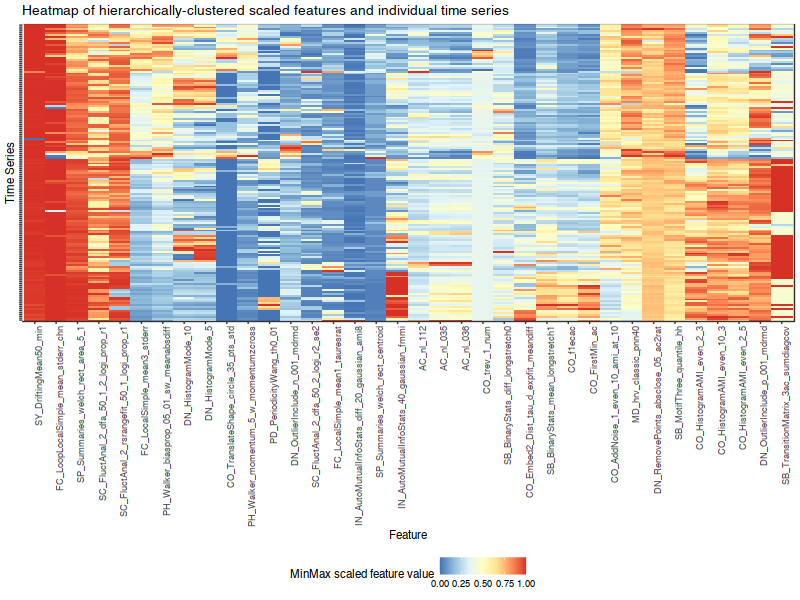 Heatmap of hierarchically-clustered scaled features and individual time series
Time Series
SY_DriftingMean50_min
FC_LoopLocalSimple_mean_stderr_chn
SP_Summaries_welch_rect_area_5_1
SC_FluctAnal_2_dfa_50_1_2_logi_prop_r1
SC_FluctAnal_2_rsrangefit_50_1_logi_prop_r1
FC_LocalSimple_mean3_stderr
PH_Walker_biasprop_05_01_sw_meanabsdiff
DN_HistogramMode_10
DN_HistogramMode_5
CO_TranslateShape_circle_35_pts_std
PH_Walker_momentum_5_w_momentumzcross
PD_PeriodicityWang_th0_01
DN_OutlierInclude_n_001_mdrmd
SC_FluctAnal_2_dfa_50_2_logi_r2_se2
FC_LocalSimple_mean1_tauresrat
IN_AutoMutualInfoStats_diff_20_gaussian_ami8
SP_Summaries_welch_rect_centroid
IN_AutoMutualInfoStats_40_gaussian_fmmi
AC_nl_112
AC_nl_035
AC_nl_036
CO_trev_1_num
SB_BinaryStats_diff_longstretch0
CO_Embed2_Dist_tau_d_expfit_meandiff
SB_BinaryStats_mean_longstretch1
CO_f1ecac
CO_FirstMin_ac
CO_AddNoise_1_even_10_ami_at_10
MD_hrv_classic_pnn40
DN_RemovePoints_absclose_05_ac2rat
SB_MotifThree_quantile_hh
CO_HistogramAMI_even_2_3
CO_HistogramAMI_even_10_3
CO_HistogramAMI_even_2_5
DN_OutlierInclude_p_001_mdrmd
SB_TransitionMatrix_3ac_sumdiagcov
Feature
MinMax scaled feature value
0.00 0.25 0.50 0.75 1.00